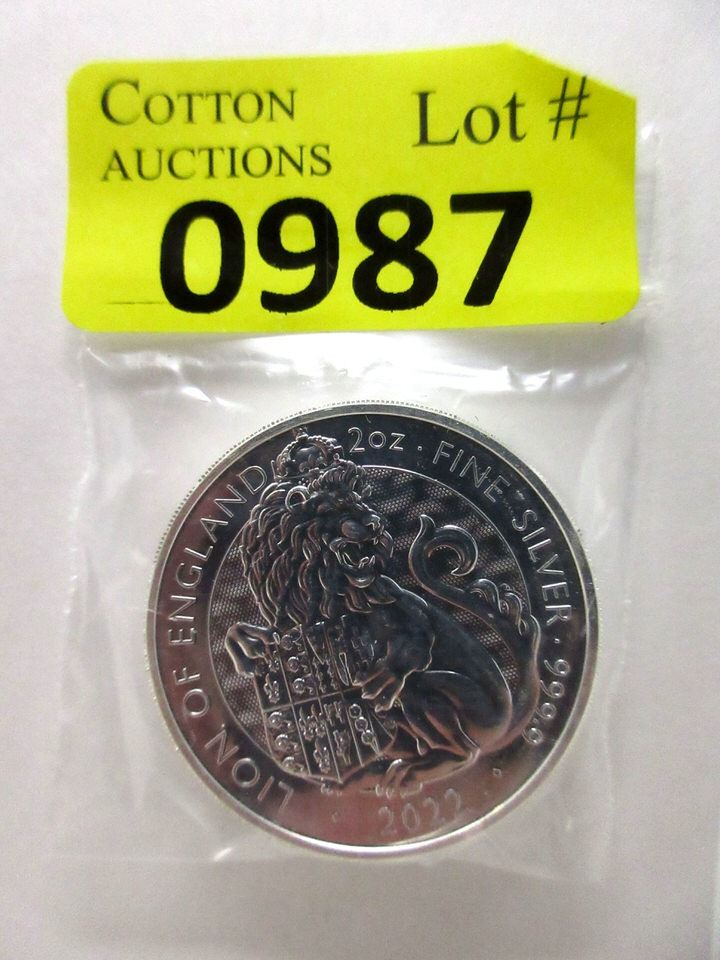 COTTON
AUCTIONS
Lot #
0987
LION OF ENGLAND · 2OZ · FINE SILVER · 999.9 ·
2022